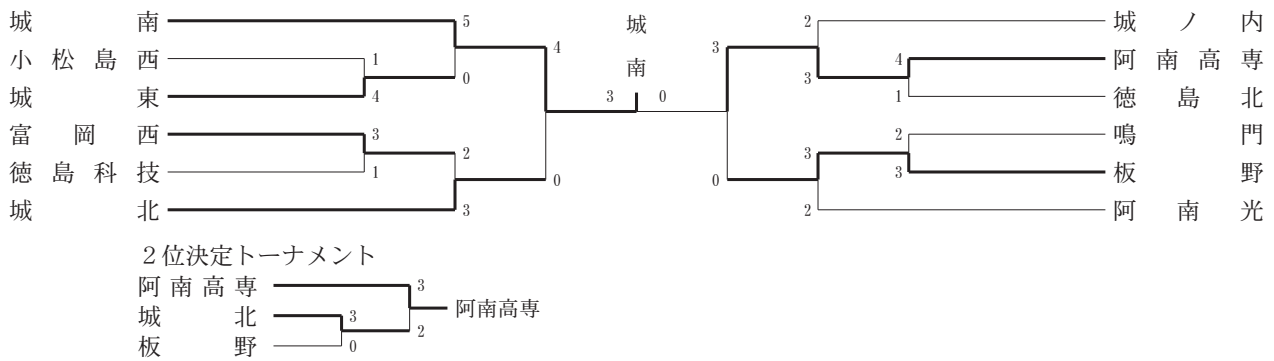 城南 5 城 2 城ノ内
小松島西 1 4 3 4 阿南高専
0 南 3
城東 4 3 0 1 徳島北
富岡西 3 2 鳴門
2 3
徳島科技 1 0 0 3 板野
城北 3 2 阿南光
2位決定トーナメント
阿南高専 3
城北 3 阿南高専
2
板野 0